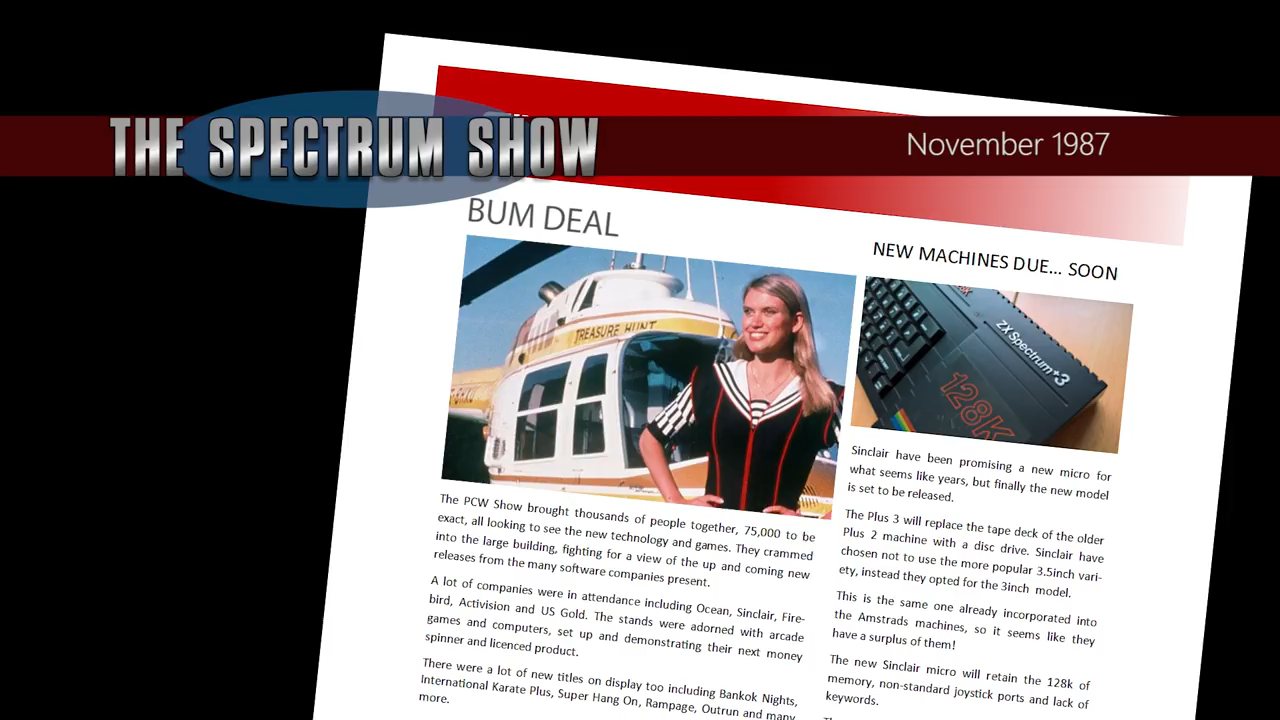 THE SPECTRUM SHOW
November 1987
BUM DEAL
TREASURE HUNT
The PCW Show brought thousands of people together, 75,000 to be
exact, all looking to see the new technology and games. They crammed
into the large building, fighting for a view of the up and coming new
releases from the many software companies present.
A lot of companies were in attendance including Ocean, Sinclair, Fire-
bird, Activision and US Gold. The stands were adorned with arcade
games and computers, set up and demonstrating their next money
spinner and licenced product.
There were a lot of new titles on display too including Bankok Nights,
International Karate Plus, Super Hang On, Rampage, Outrun and many
more.
NEW MACHINES DUE... SOON
ZX Spectrum+3
128K
Sinclair have been promising a new micro for
what seems like years, but finally the new model
is set to be released.
The Plus 3 will replace the tape deck of the older
Plus 2 machine with a disc drive. Sinclair have
chosen not to use the more popular 3.5inch vari-
ety, instead they opted for the 3inch model.
This is the same one already incorporated into
the Amstrads machines, so it seems like they
have a surplus of them!
The new Sinclair micro will retain the 128k of
memory, non-standard joystick ports and lack of
keywords.